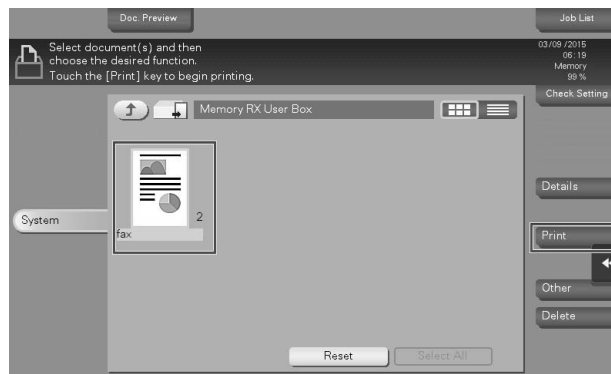 Doc. Preview
Job List
Select document(s) and then
choose the desired function.
Touch the [Print] key to begin printing.
03/09 /2015
06:19
Memory
99 %
Check Setting
Memory RX User Box
Details
2
System
fax
Print
Other
Delete
Reset
Select All